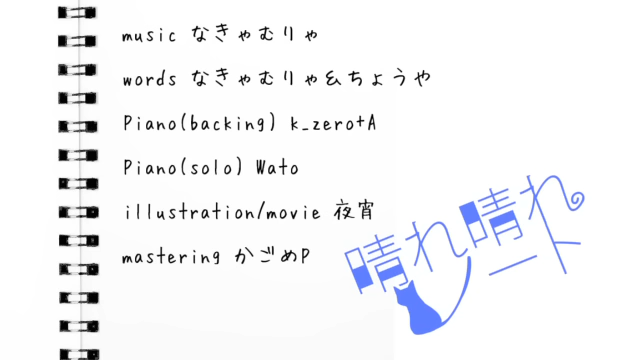 music なきゃむりゃ
words なきゃむりゃ&ちょうや
Piano(backing) k_zero+A
Piano(solo) Wato
illustration/movie 夜宵
mastering かごめP
晴れ晴れ
ノート